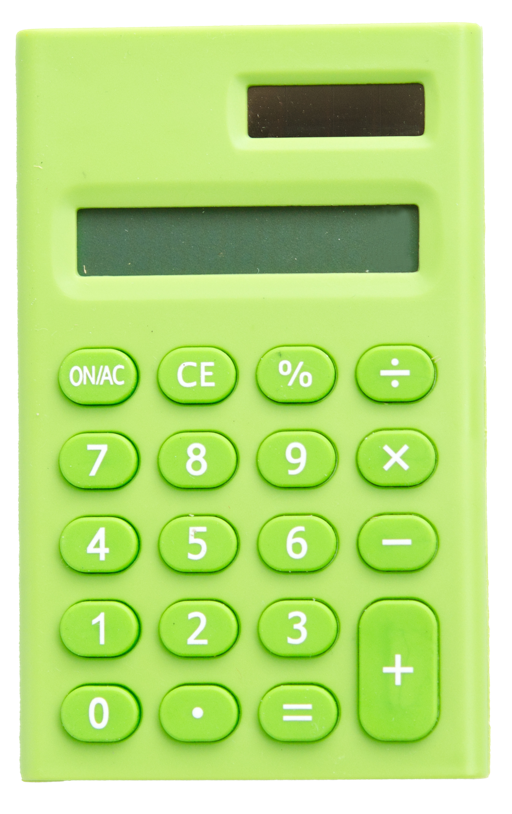 ON/AC CE % ÷
7 8 9 ×
4 5 6 −
1 2 3 +
0 . =